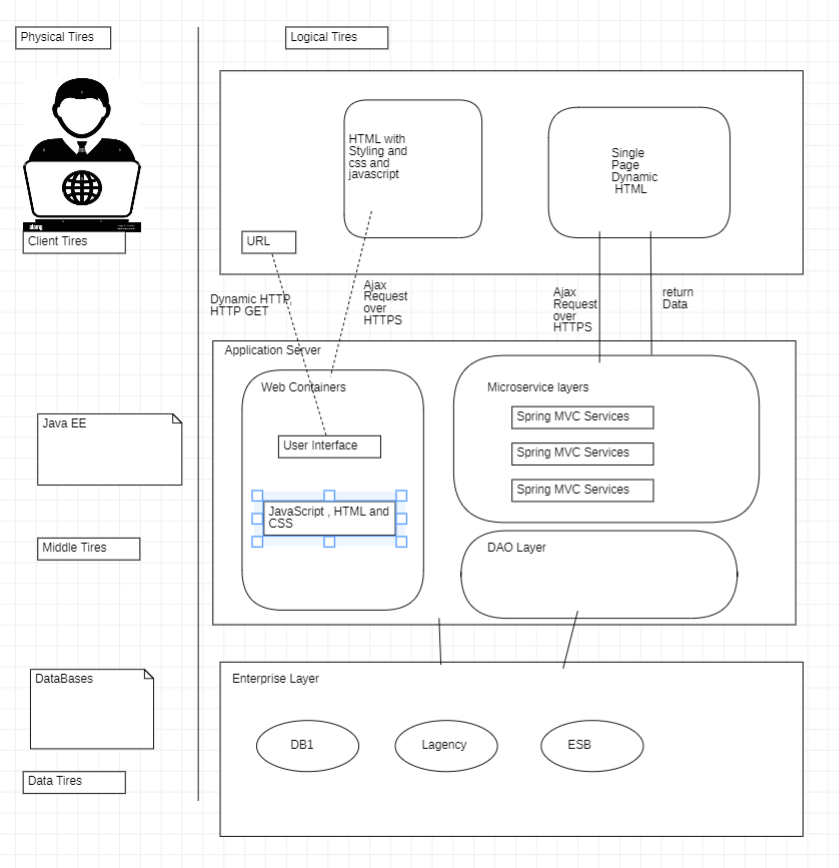 Physical Tires
Logical Tires
HTML with
Styling and
css and
javascript
Single
Page
Dynamic
HTML
Client Tires
URL
Dynamic HTTP,
HTTP GET
Ajax
Request
over
HTTPS
Ajax
Request
over
HTTPS
return
Data
Application Server
Web Containers
Microservice layers
Java EE
Spring MVC Services
User Interface
Spring MVC Services
Spring MVC Services
JavaScript , HTML and
CSS
Middle Tires
DAO Layer
DataBases
Enterprise Layer
DB1
Lagency
ESB
Data Tires